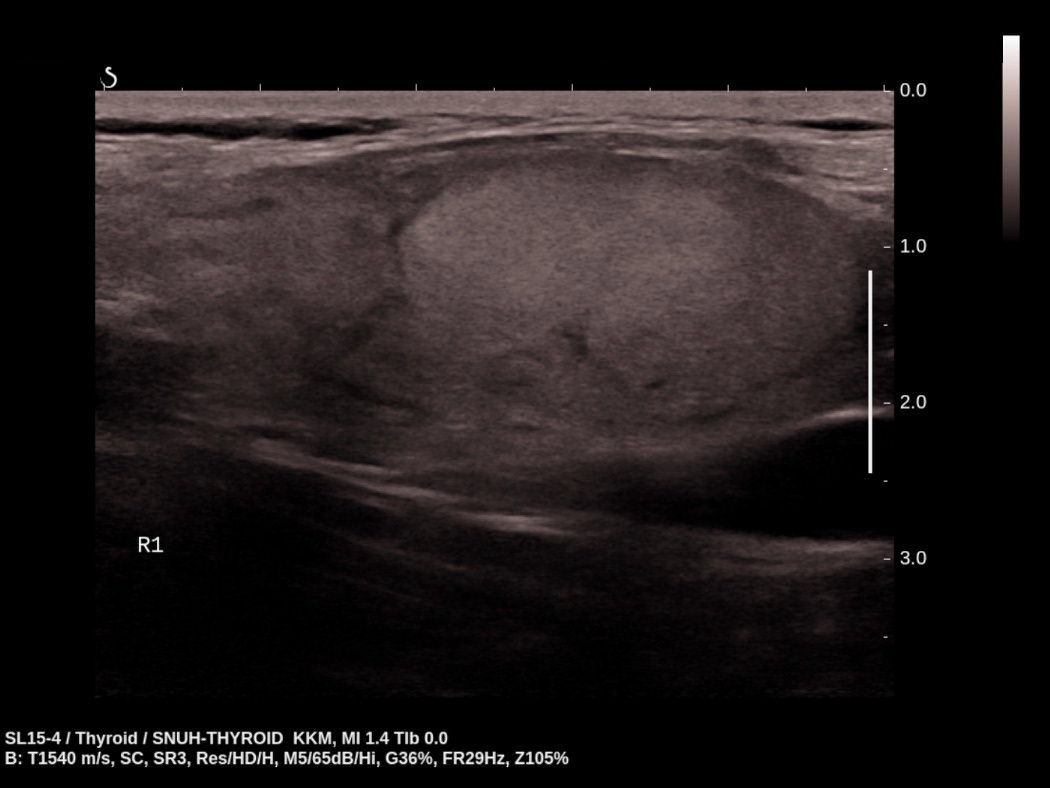 S
0.0
1.0
2.0
R1
3.0
SL15-4 / Thyroid / SNUH-THYROID KKM, MI 1.4 TIb 0.0
B: T1540 m/s, SC, SR3, Res/HD/H, M5/65dB/Hi, G36%, FR29Hz, Z105%